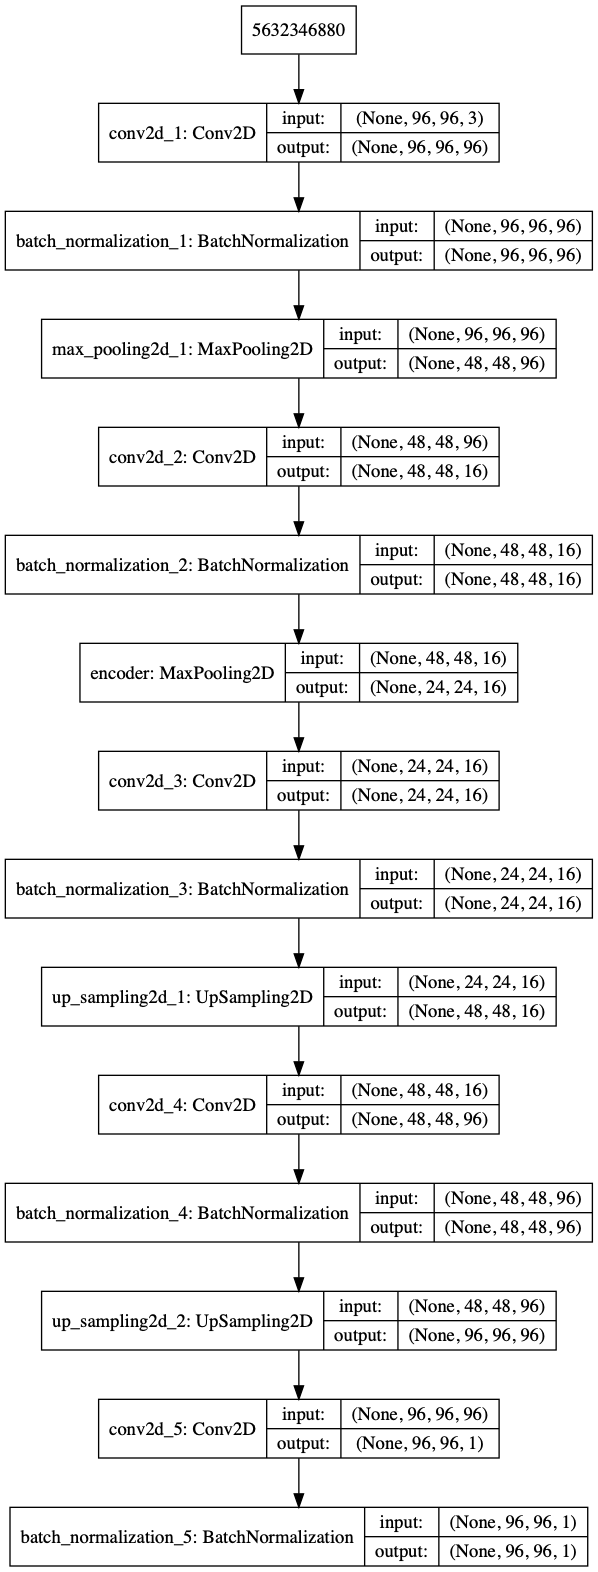 5632346880
conv2d_1: Conv2D
input: (None, 96, 96, 3)
output: (None, 96, 96, 96)
batch_normalization_1: BatchNormalization
input: (None, 96, 96, 96)
output: (None, 96, 96, 96)
max_pooling2d_1: MaxPooling2D
input: (None, 96, 96, 96)
output: (None, 48, 48, 96)
conv2d_2: Conv2D
input: (None, 48, 48, 96)
output: (None, 48, 48, 16)
batch_normalization_2: BatchNormalization
input: (None, 48, 48, 16)
output: (None, 48, 48, 16)
encoder: MaxPooling2D
input: (None, 48, 48, 16)
output: (None, 24, 24, 16)
conv2d_3: Conv2D
input: (None, 24, 24, 16)
output: (None, 24, 24, 16)
batch_normalization_3: BatchNormalization
input: (None, 24, 24, 16)
output: (None, 24, 24, 16)
up_sampling2d_1: UpSampling2D
input: (None, 24, 24, 16)
output: (None, 48, 48, 16)
conv2d_4: Conv2D
input: (None, 48, 48, 16)
output: (None, 48, 48, 96)
batch_normalization_4: BatchNormalization
input: (None, 48, 48, 96)
output: (None, 48, 48, 96)
up_sampling2d_2: UpSampling2D
input: (None, 48, 48, 96)
output: (None, 96, 96, 96)
conv2d_5: Conv2D
input: (None, 96, 96, 96)
output: (None, 96, 96, 1)
batch_normalization_5: BatchNormalization
input: (None, 96, 96, 1)
output: (None, 96, 96, 1)